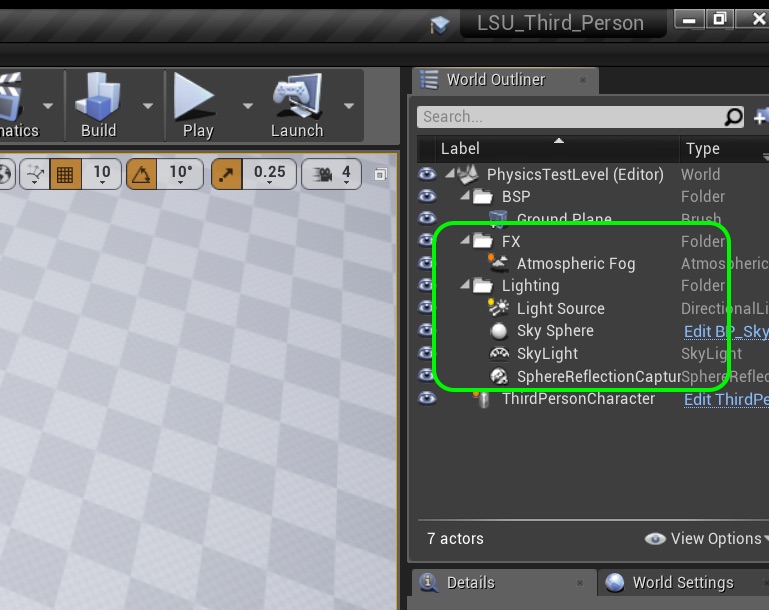 LSU_Third_Person
World Outliner
matics Build Play Launch
Search...
Label Type
10 10° 0.25 4
PhysicsTestLevel (Editor) World
BSP Folder
Ground Plane Brush
FX Folder
Atmospheric Fog Atmospheric
Lighting Folder
Light Source DirectionalLi
Sky Sphere Edit BP_Sky
SkyLight SkyLight
SphereReflectionCaptur SphereReflec
ThirdPersonCharacter Edit ThirdPe
7 actors View Options
Details World Settings